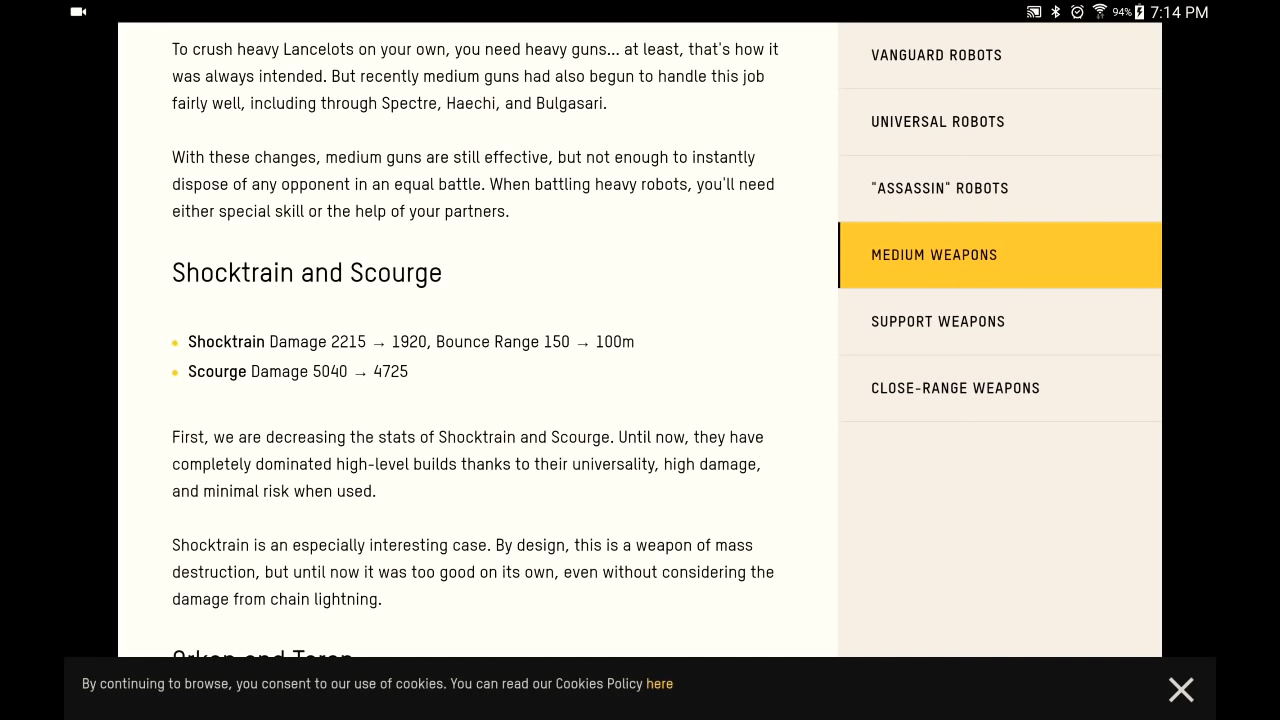 94% 7:14 PM
To crush heavy Lancelots on your own, you need heavy guns... at least, that's how it
was always intended. But recently medium guns had also begun to handle this job
fairly well, including through Spectre, Haechi, and Bulgasari.
With these changes, medium guns are still effective, but not enough to instantly
dispose of any opponent in an equal battle. When battling heavy robots, you'll need
either special skill or the help of your partners.
Shocktrain and Scourge
Shocktrain Damage 2215 → 1920, Bounce Range 150 → 100m
Scourge Damage 5040 → 4725
First, we are decreasing the stats of Shocktrain and Scourge. Until now, they have
completely dominated high-level builds thanks to their universality, high damage,
and minimal risk when used.
Shocktrain is an especially interesting case. By design, this is a weapon of mass
destruction, but until now it was too good on its own, even without considering the
damage from chain lightning.
VANGUARD ROBOTS
UNIVERSAL ROBOTS
"ASSASSIN" ROBOTS
MEDIUM WEAPONS
SUPPORT WEAPONS
CLOSE-RANGE WEAPONS
By continuing to browse, you consent to our use of cookies. You can read our Cookies Policy here